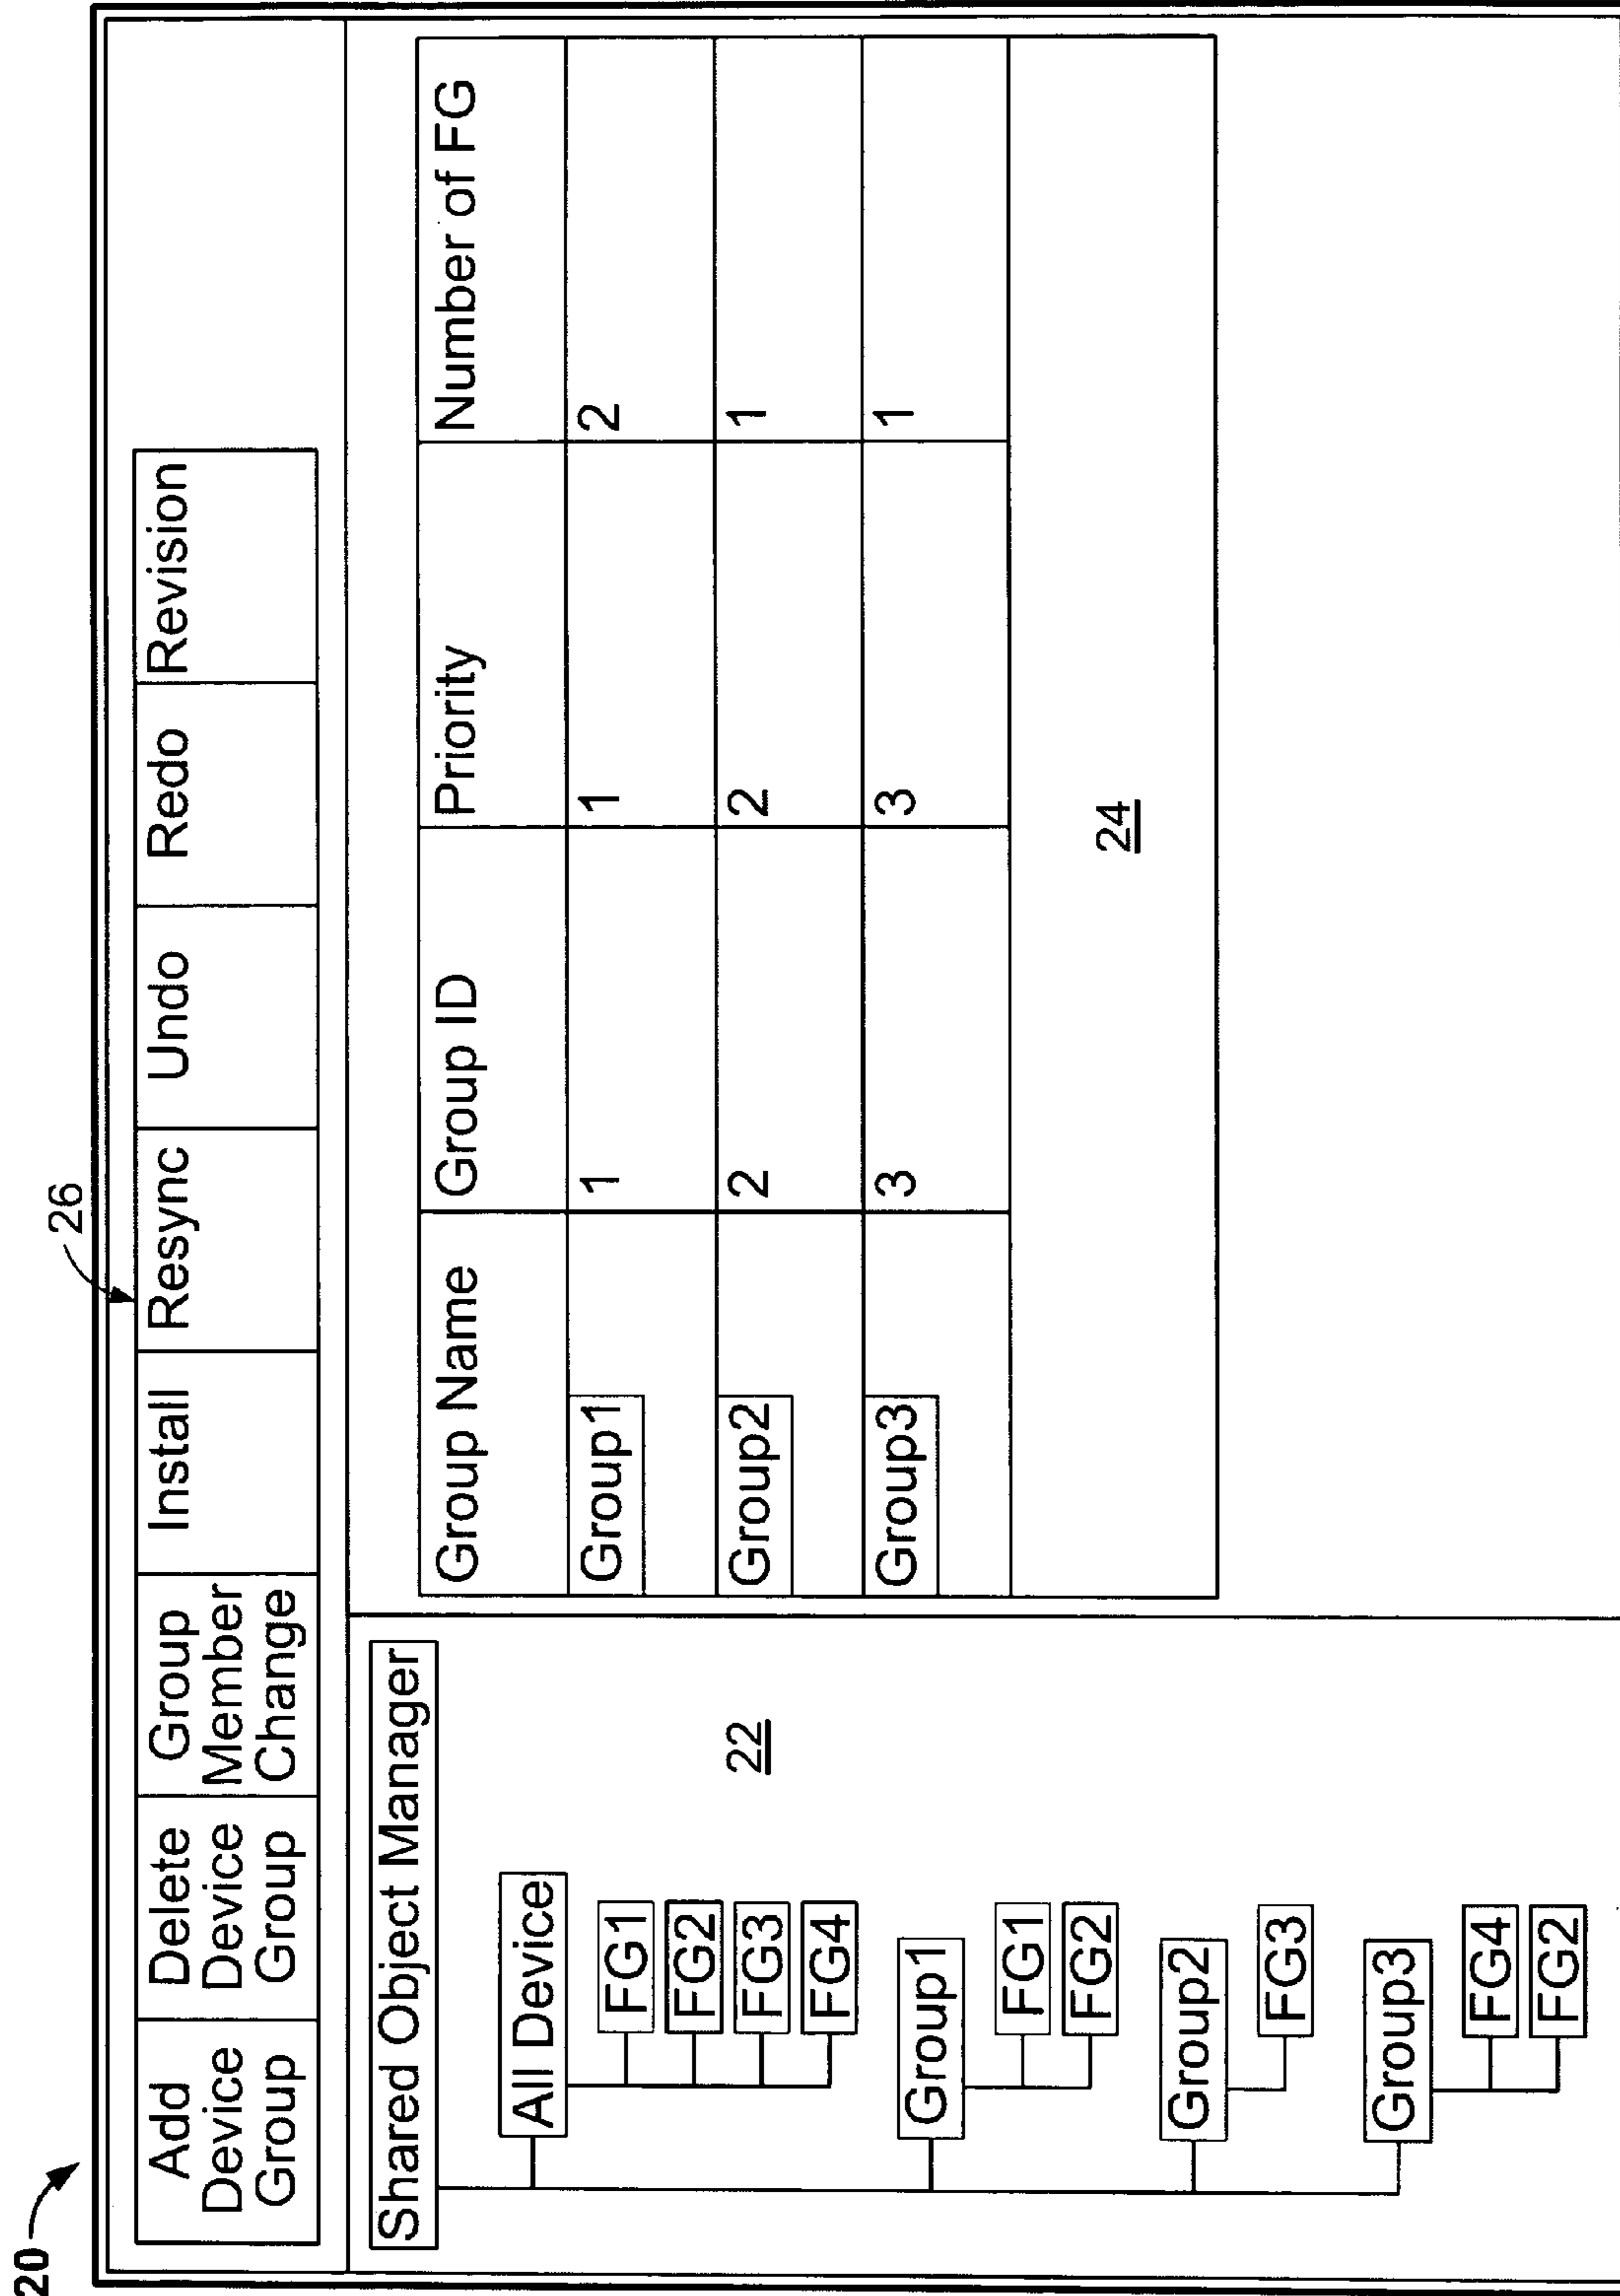 20
26
Add Device Group
Delete Device Group
Group Member Change
Install
Resync
Undo
Redo
Revision
Shared Object Manager
All Device
FG1
FG2
FG3
FG4
Group1
FG1
FG2
Group2
FG3
Group3
FG4
FG2
22
Group Name Group ID Priority Number of FG
Group1 1 1 2
Group2 2 2 1
Group3 3 3 1
24